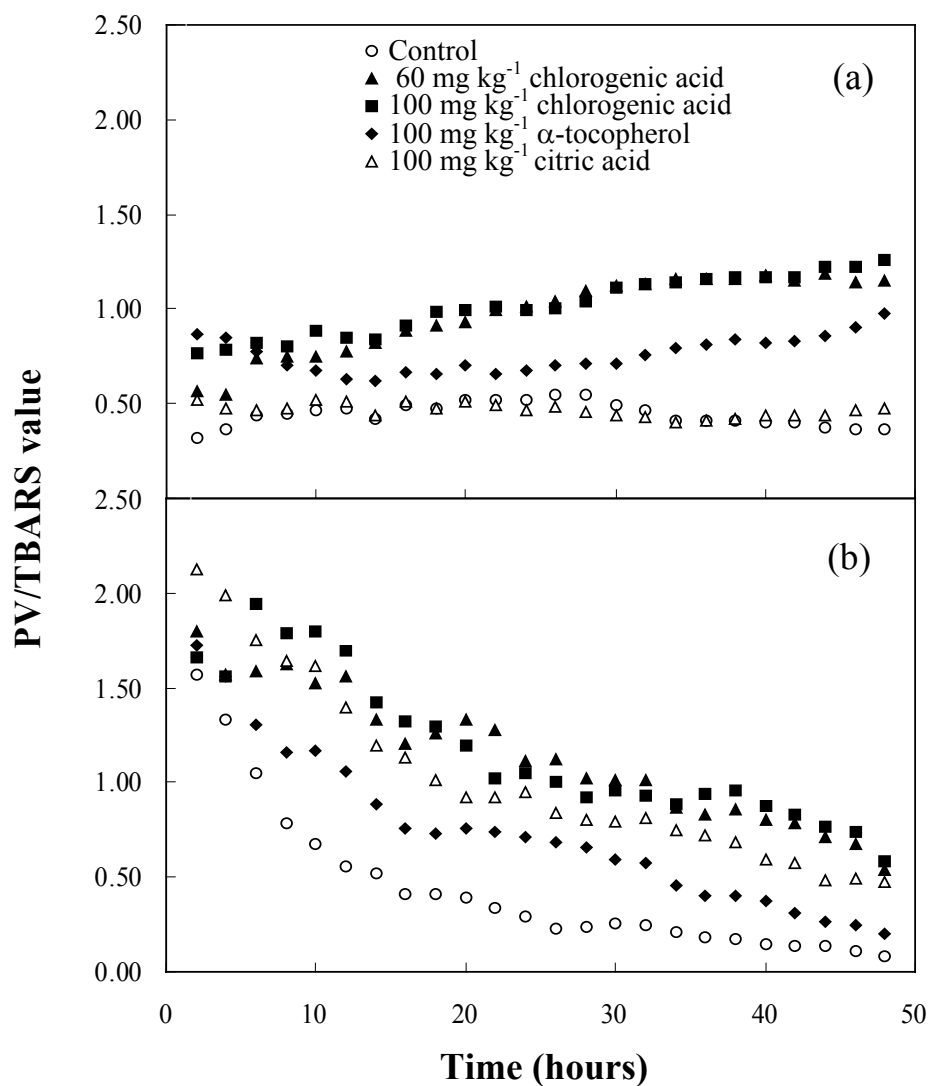 2.50
Control
60 mg kg⁻¹ chlorogenic acid
(a)
2.00
100 mg kg⁻¹ chlorogenic acid
100 mg kg⁻¹ α-tocopherol
100 mg kg⁻¹ citric acid
1.50
1.00
0.50
2.50
(b)
2.00
1.50
1.00
0.50
0.00
PV/TBARS value
0 10 20 30 40 50
Time (hours)